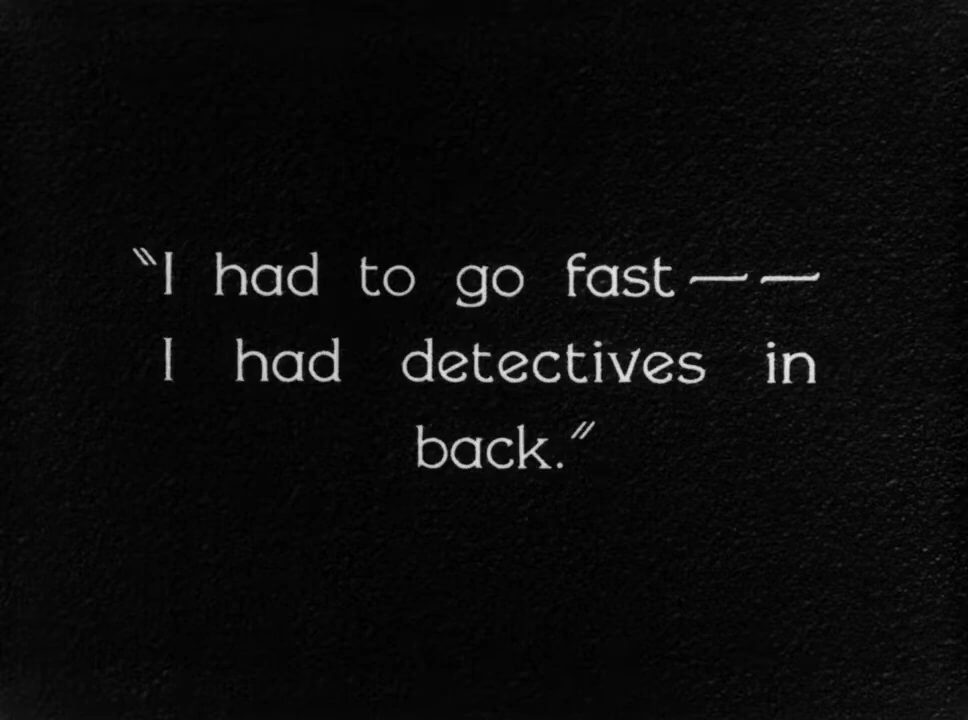 "I had to go fast——
I had detectives in
back."